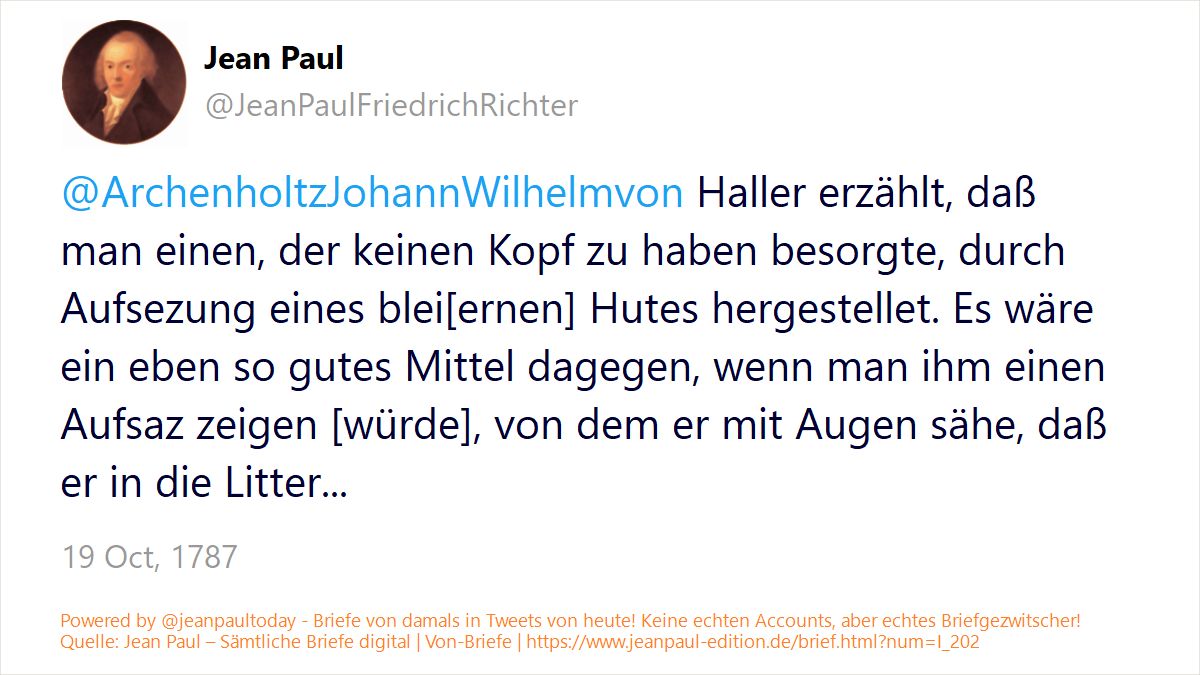 Jean Paul
@JeanPaulFriedrichRichter
@ArchenholtzJohannWilhelmvon Haller erzählt, daß
man einen, der keinen Kopf zu haben besorgte, durch
Aufsezung eines blei[ernen] Hutes hergestellet. Es wäre
ein eben so gutes Mittel dagegen, wenn man ihm einen
Aufsaz zeigen [würde], von dem er mit Augen sähe, daß
er in die Litter...
19 Oct, 1787
Powered by @jeanpaultoday - Briefe von damals in Tweets von heute! Keine echten Accounts, aber echtes Briefgezwitscher!
Quelle: Jean Paul – Sämtliche Briefe digital | Von-Briefe | https://www.jeanpaul-edition.de/brief.html?num=I_202